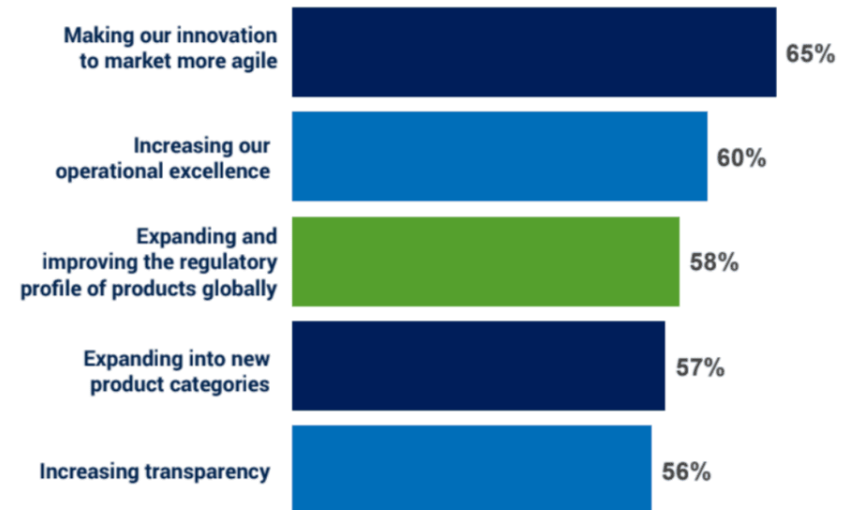 Making our innovation
to market more agile
65%
Increasing our
operational excellence
60%
Expanding and
improving the regulatory
profile of products globally
58%
Expanding into new
product categories
57%
Increasing transparency
56%